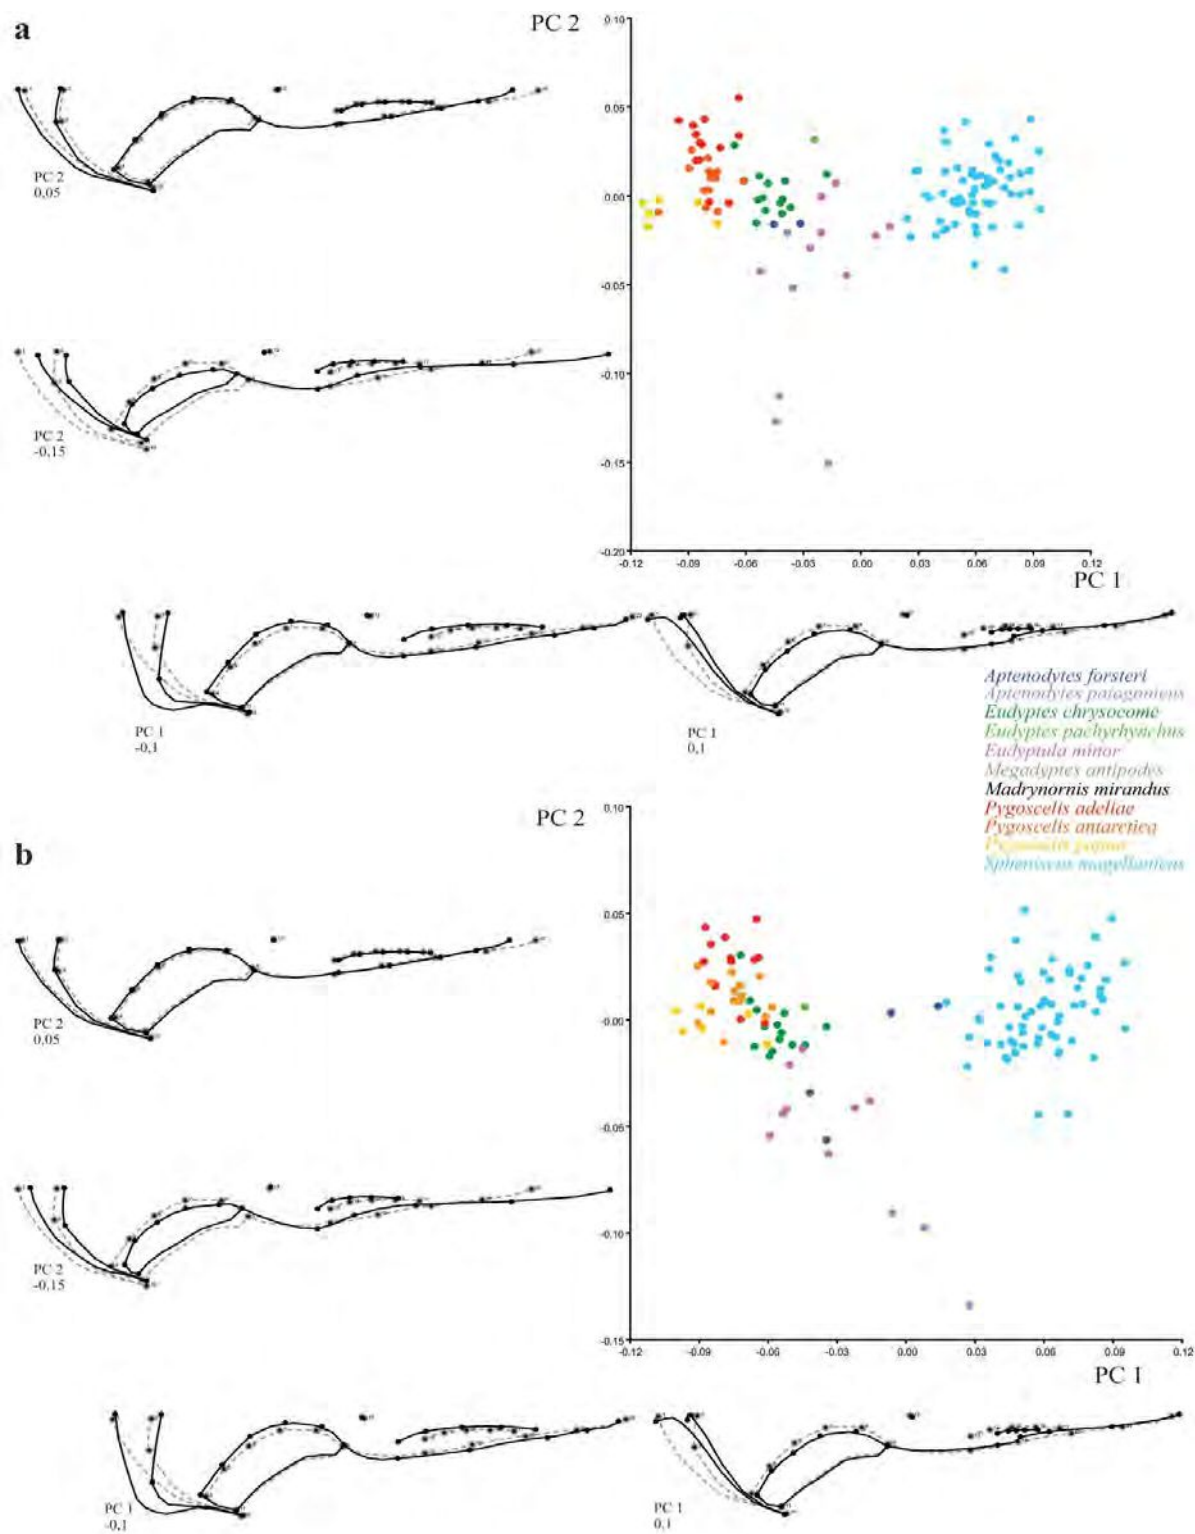 a
PC 2
0.10
0.05
0.00
-0.05
-0.10
-0.15
-0.20
-0.12 -0.09 -0.06 -0.03 0.00 0.03 0.06 0.09 0.12
PC 1
PC 2
0,05
PC 2
-0,15
PC 1
-0,1
PC 1
0,1
Aptenodytes forsteri
Aptenodytes patagonicus
Eudyptes chrysocome
Eudyptes pachyrhynchus
Eudyptula minor
Megadyptes antipodes
Madrynornis mirandus
Pygoscelis adeliae
Pygoscelis antarctica
Pygoscelis papua
Spheniscus magellanicus
b
PC 2
0.10
0.05
-0.00
-0.05
-0.10
-0.15
-0.12 -0.09 -0.06 -0.03 0.00 0.03 0.06 0.09 0.12
PC 1
PC 2
0,05
PC 2
-0,15
PC 1
-0,1
PC 1
0,1